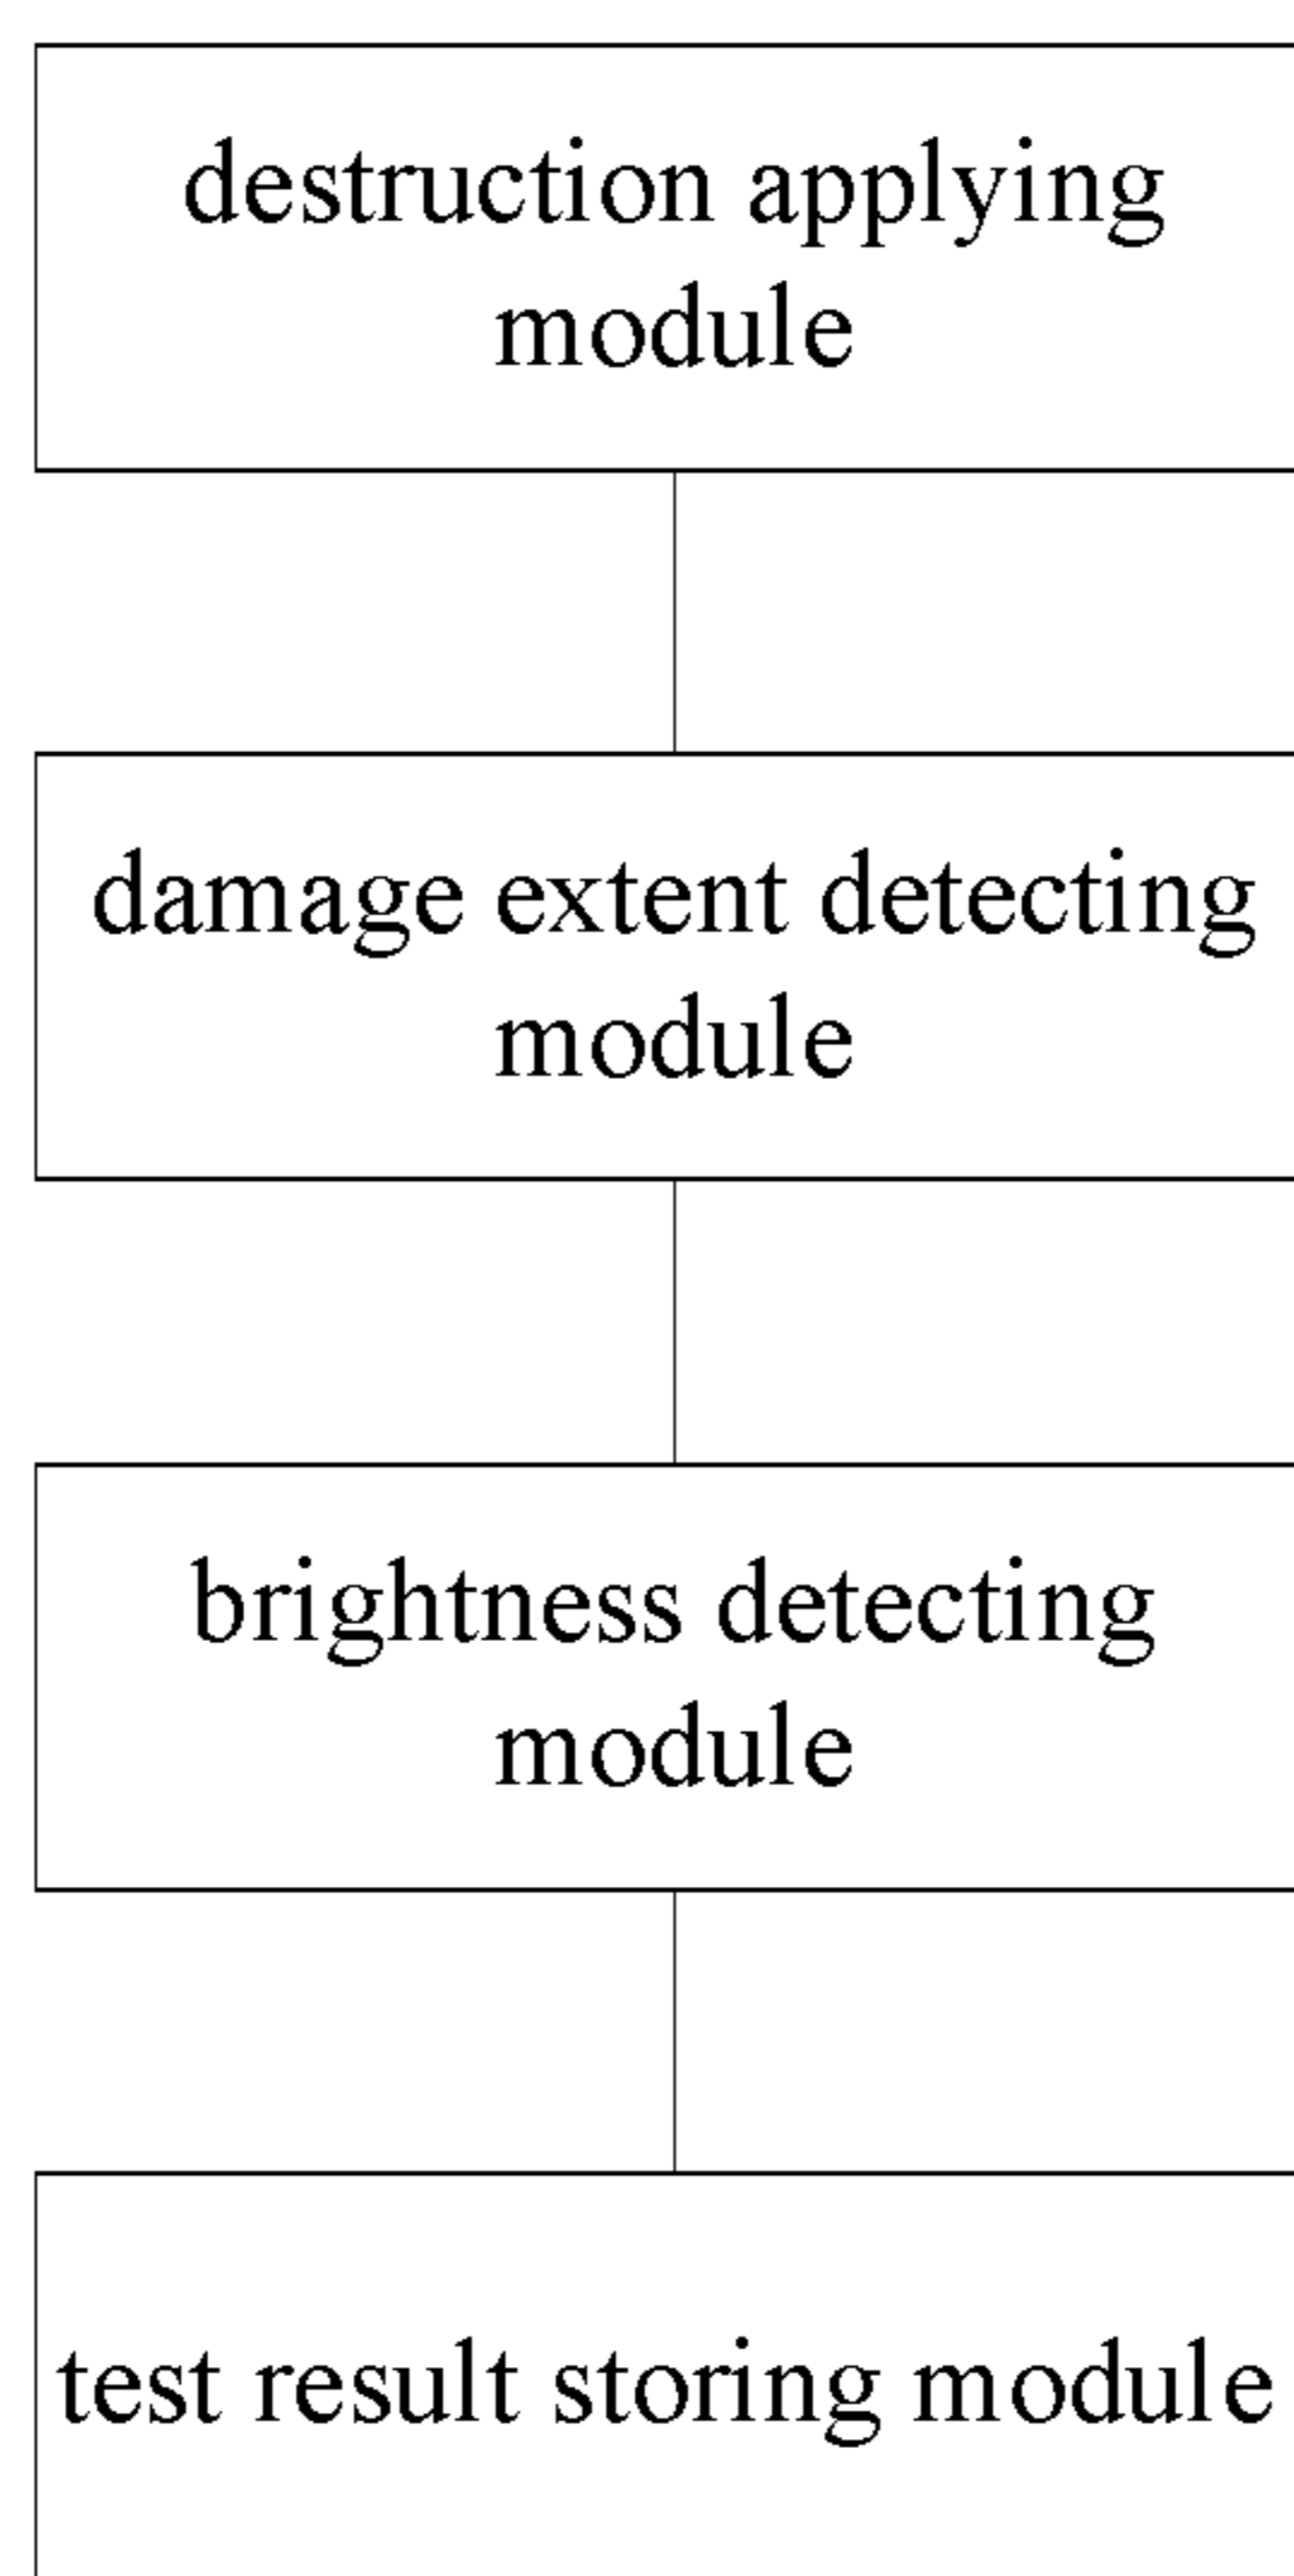 destruction applying
module
damage extent detecting
module
brightness detecting
module
test result storing module